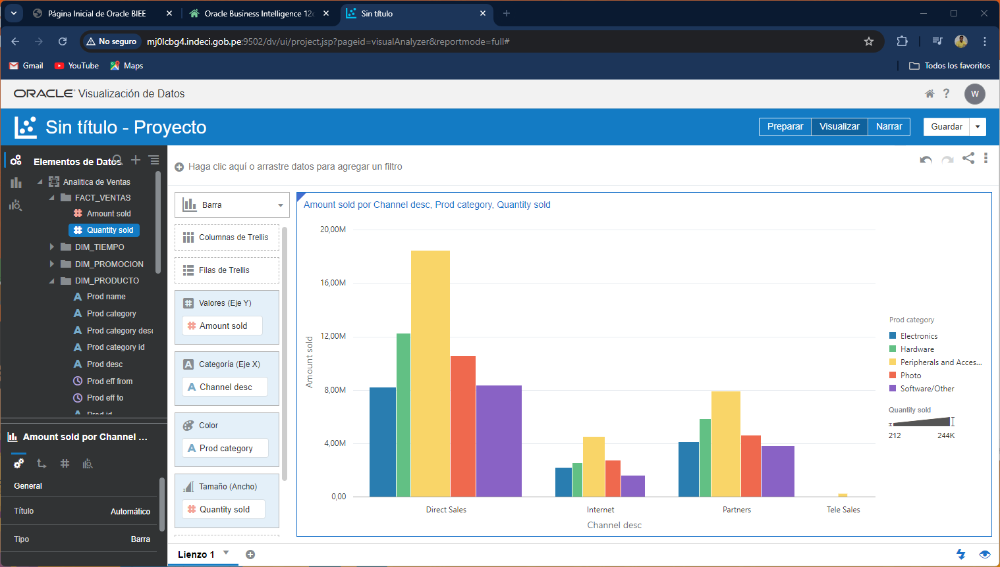 Página Inicial de Oracle BIEE
Oracle Business Intelligence 12c
Sin título
No seguro
mj0lcbg4.indeci.gob.pe:9502/dv/ui/project.jsp?pageid=visualAnalyzer&reportmode=full#
Gmail
YouTube
Maps
Todos los favoritos
ORACLE Visualización de Datos
W
Sin título - Proyecto
Preparar
Visualizar
Narrar
Guardar
Elementos de Datos
Haga clic aquí o arrastre datos para agregar un filtro
Analitica de Ventas
FACT_VENTAS
Amount sold
Quantity sold
DIM_TIEMPO
DIM_PROMOCION
DIM_PRODUCTO
Prod name
Prod category
Prod category desc
Prod category id
Prod desc
Prod eff from
Prod eff to
Prod id
Amount sold por Channel ...
General
Título
Automático
Tipo
Barra
Barra
Columnas de Trellis
Filas de Trellis
Valores (Eje Y)
Amount sold
Categoría (Eje X)
Channel desc
Color
Prod category
Tamaño (Ancho)
Quantity sold
Amount sold por Channel desc, Prod category, Quantity sold
20,00M
16,00M
12,00M
8,00M
4,00M
0,00
Amount sold
Direct Sales
Internet
Partners
Tele Sales
Channel desc
Prod category
Electronics
Hardware
Peripherals and Acces...
Photo
Software/Other
Quantity sold
212
244K
Lienzo 1